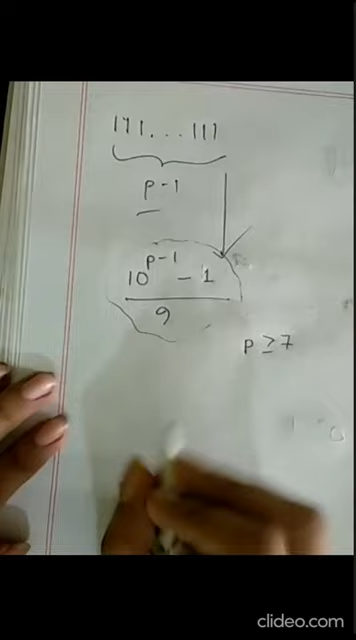 111...111
p-1
10^{p-1} - 1
9
p ≥ 7
clideo.com